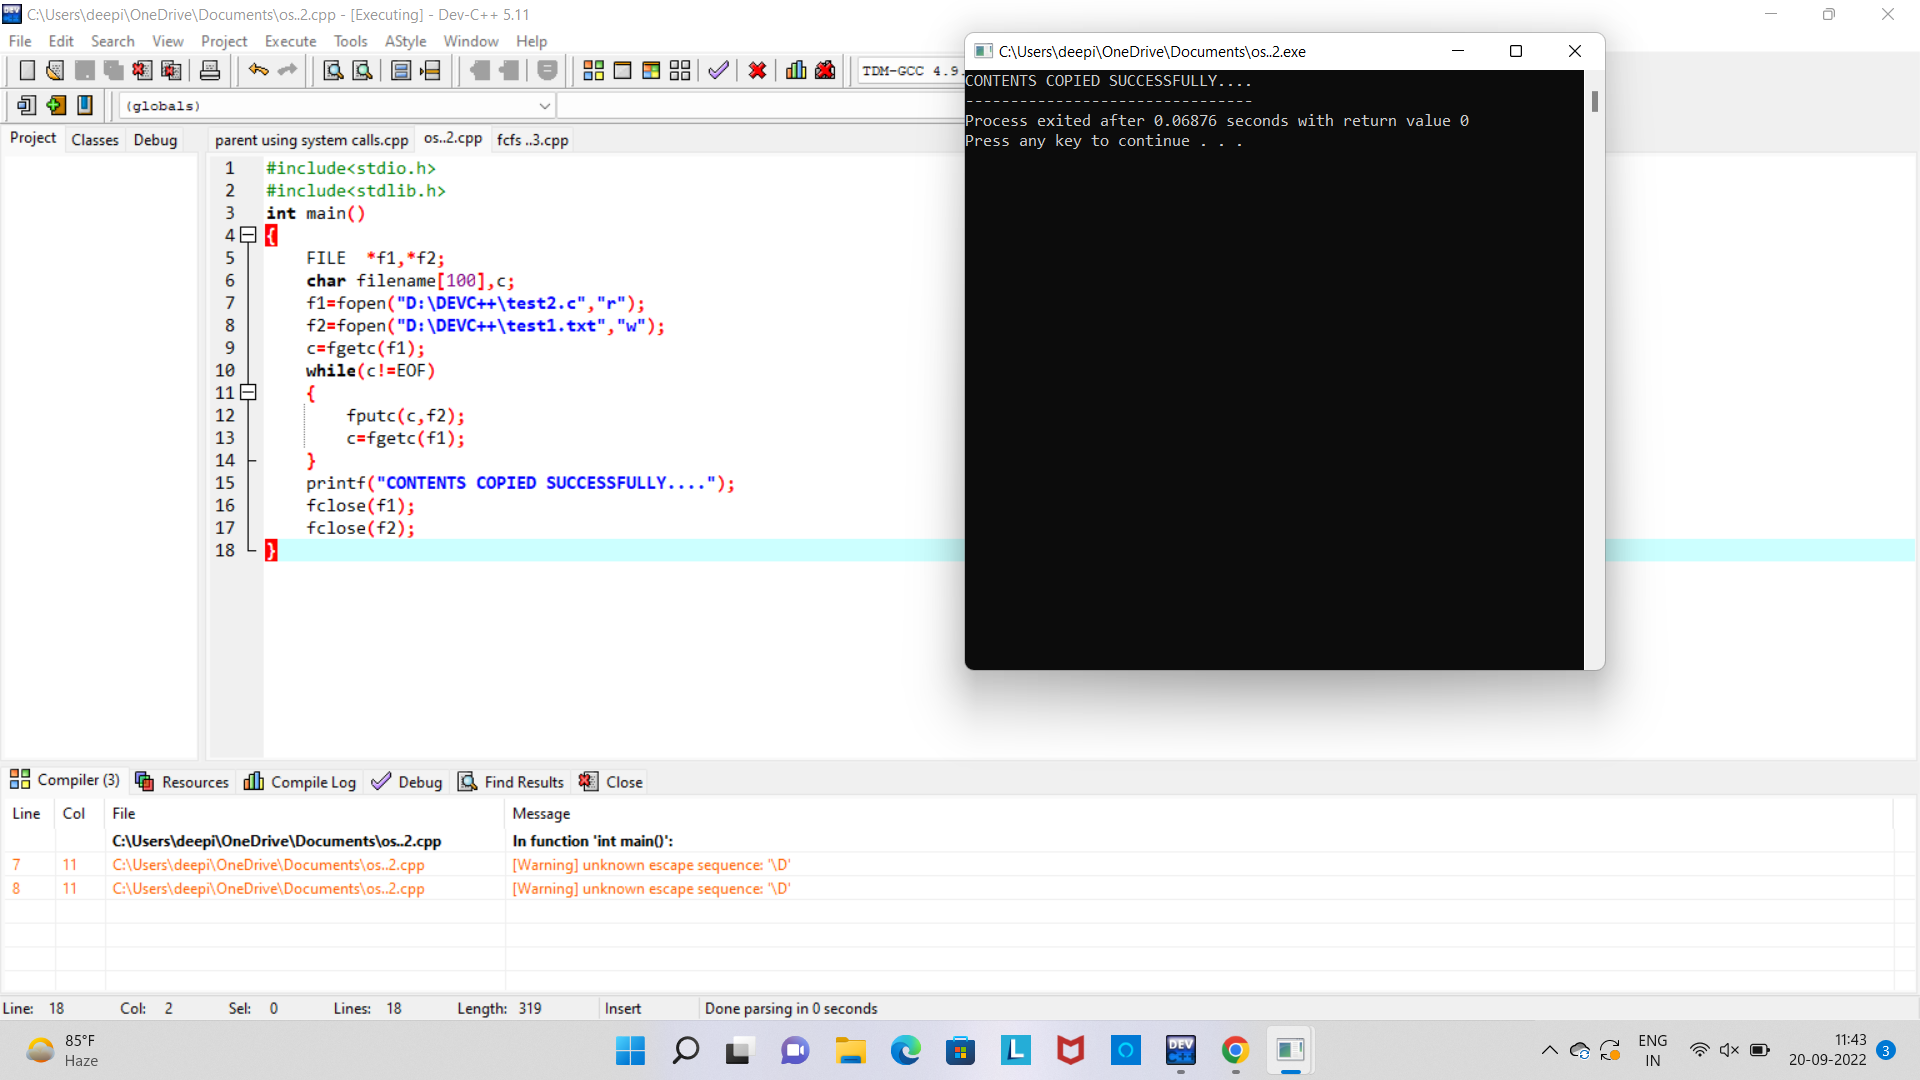 C:\Users\deepi\OneDrive\Documents\os..2.cpp - [Executing] - Dev-C++ 5.11
File Edit Search View Project Execute Tools AStyle Window Help
TDM-GCC 4.9.
(globals)
Project Classes Debug
parent using system calls.cpp os..2.cpp fcfs ..3.cpp
1 #include<stdio.h>
2 #include<stdlib.h>
3 int main()
4 {
5 FILE  *f1,*f2;
6 char filename[100],c;
7 f1=fopen("D:\DEVC++\test2.c","r");
8 f2=fopen("D:\DEVC++\test1.txt","w");
9 c=fgetc(f1);
10 while(c!=EOF)
11 {
12 fputc(c,f2);
13 c=fgetc(f1);
14 }
15 printf("CONTENTS COPIED SUCCESSFULLY....");
16 fclose(f1);
17 fclose(f2);
18 }
C:\Users\deepi\OneDrive\Documents\os..2.exe
CONTENTS COPIED SUCCESSFULLY....
--------------------------------
Process exited after 0.06876 seconds with return value 0
Press any key to continue . . .
Compiler (3) Resources Compile Log Debug Find Results Close
Line Col File Message
C:\Users\deepi\OneDrive\Documents\os..2.cpp In function 'int main()':
7 11 C:\Users\deepi\OneDrive\Documents\os..2.cpp [Warning] unknown escape sequence: '\D'
8 11 C:\Users\deepi\OneDrive\Documents\os..2.cpp [Warning] unknown escape sequence: '\D'
Line: 18 Col: 2 Sel: 0 Lines: 18 Length: 319 Insert Done parsing in 0 seconds
85°F
Haze
L
DEV
C++
ENG
IN
11:43
20-09-2022
3